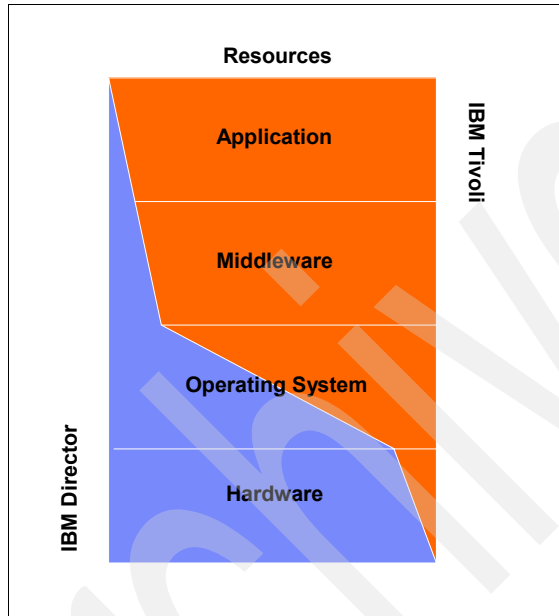 Resources
Application
IBM Tivoli
Middleware
Operating System
IBM Director
Hardware